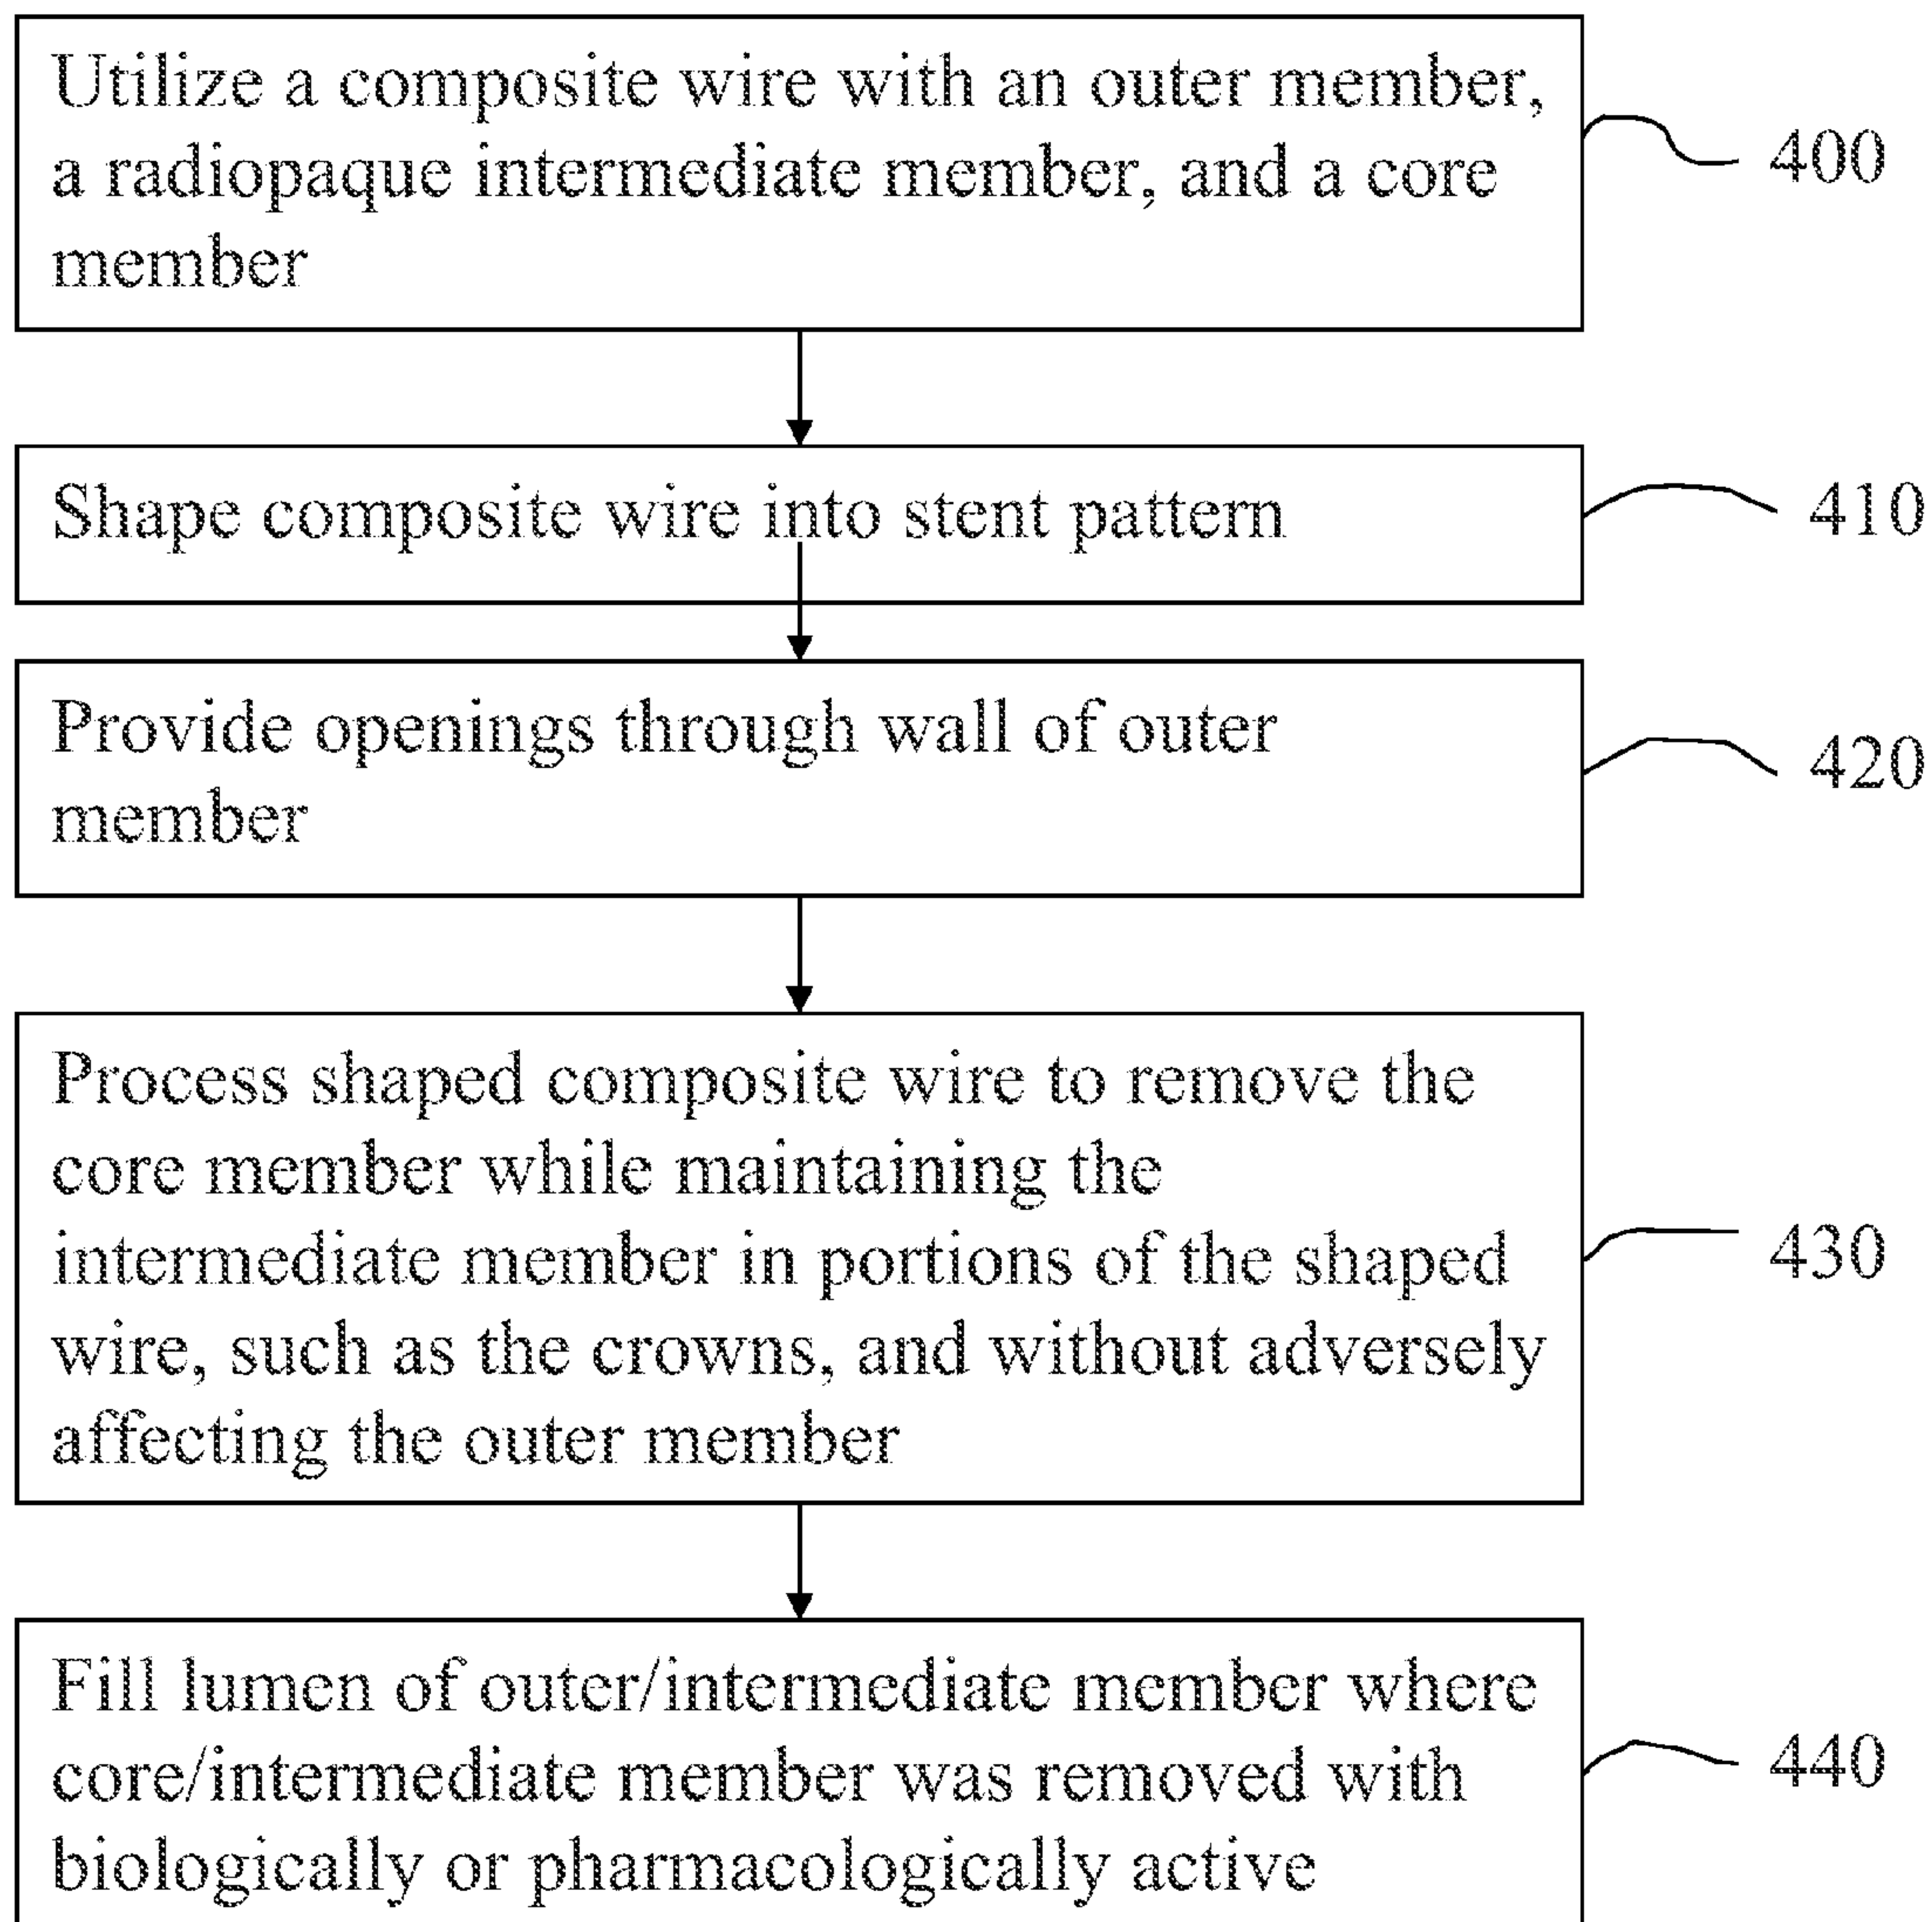 Utilize a composite wire with an outer member,
a radiopaque intermediate member, and a core
member
400
Shape composite wire into stent pattern
410
Provide openings through wall of outer
member
420
Process shaped composite wire to remove the
core member while maintaining the
intermediate member in portions of the shaped
wire, such as the crowns, and without adversely
affecting the outer member
430
Fill lumen of outer/intermediate member where
core/intermediate member was removed with
biologically or pharmacologically active
440